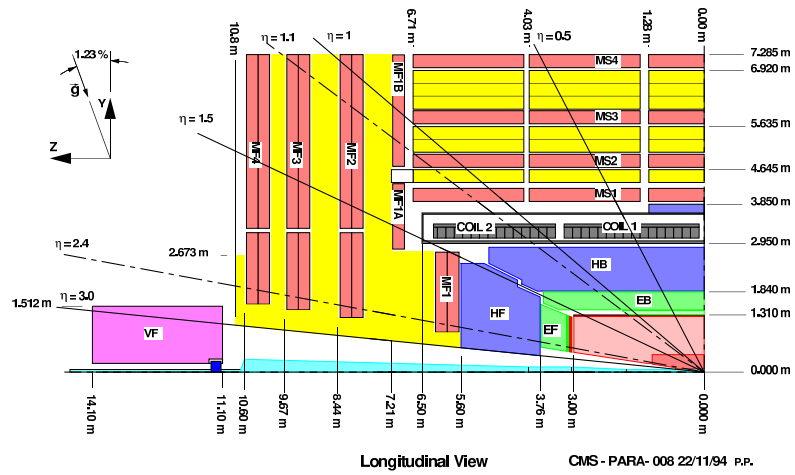 10.8 m
η = 1.1
η = 1
6.71 m
4.03 m
η = 0.5
1.28 m
0.00 m
1.23 %
g
Y
Z
η = 1.5
η = 2.4
2.673 m
1.512 m
η = 3.0
MF4
MF3
MF2
MF1B
MF1A
MF1
MS4
MS3
MS2
MS1
COIL 2
COIL 1
HB
EB
HF
EF
VF
7.285 m
6.920 m
5.635 m
4.645 m
3.850 m
2.950 m
1.840 m
1.310 m
0.000 m
14.10 m
11.10 m
10.60 m
9.67 m
8.44 m
7.21 m
6.50 m
5.60 m
3.76 m
3.00 m
0.000 m
Longitudinal View
CMS - PARA- 008 22/11/94 P.P.